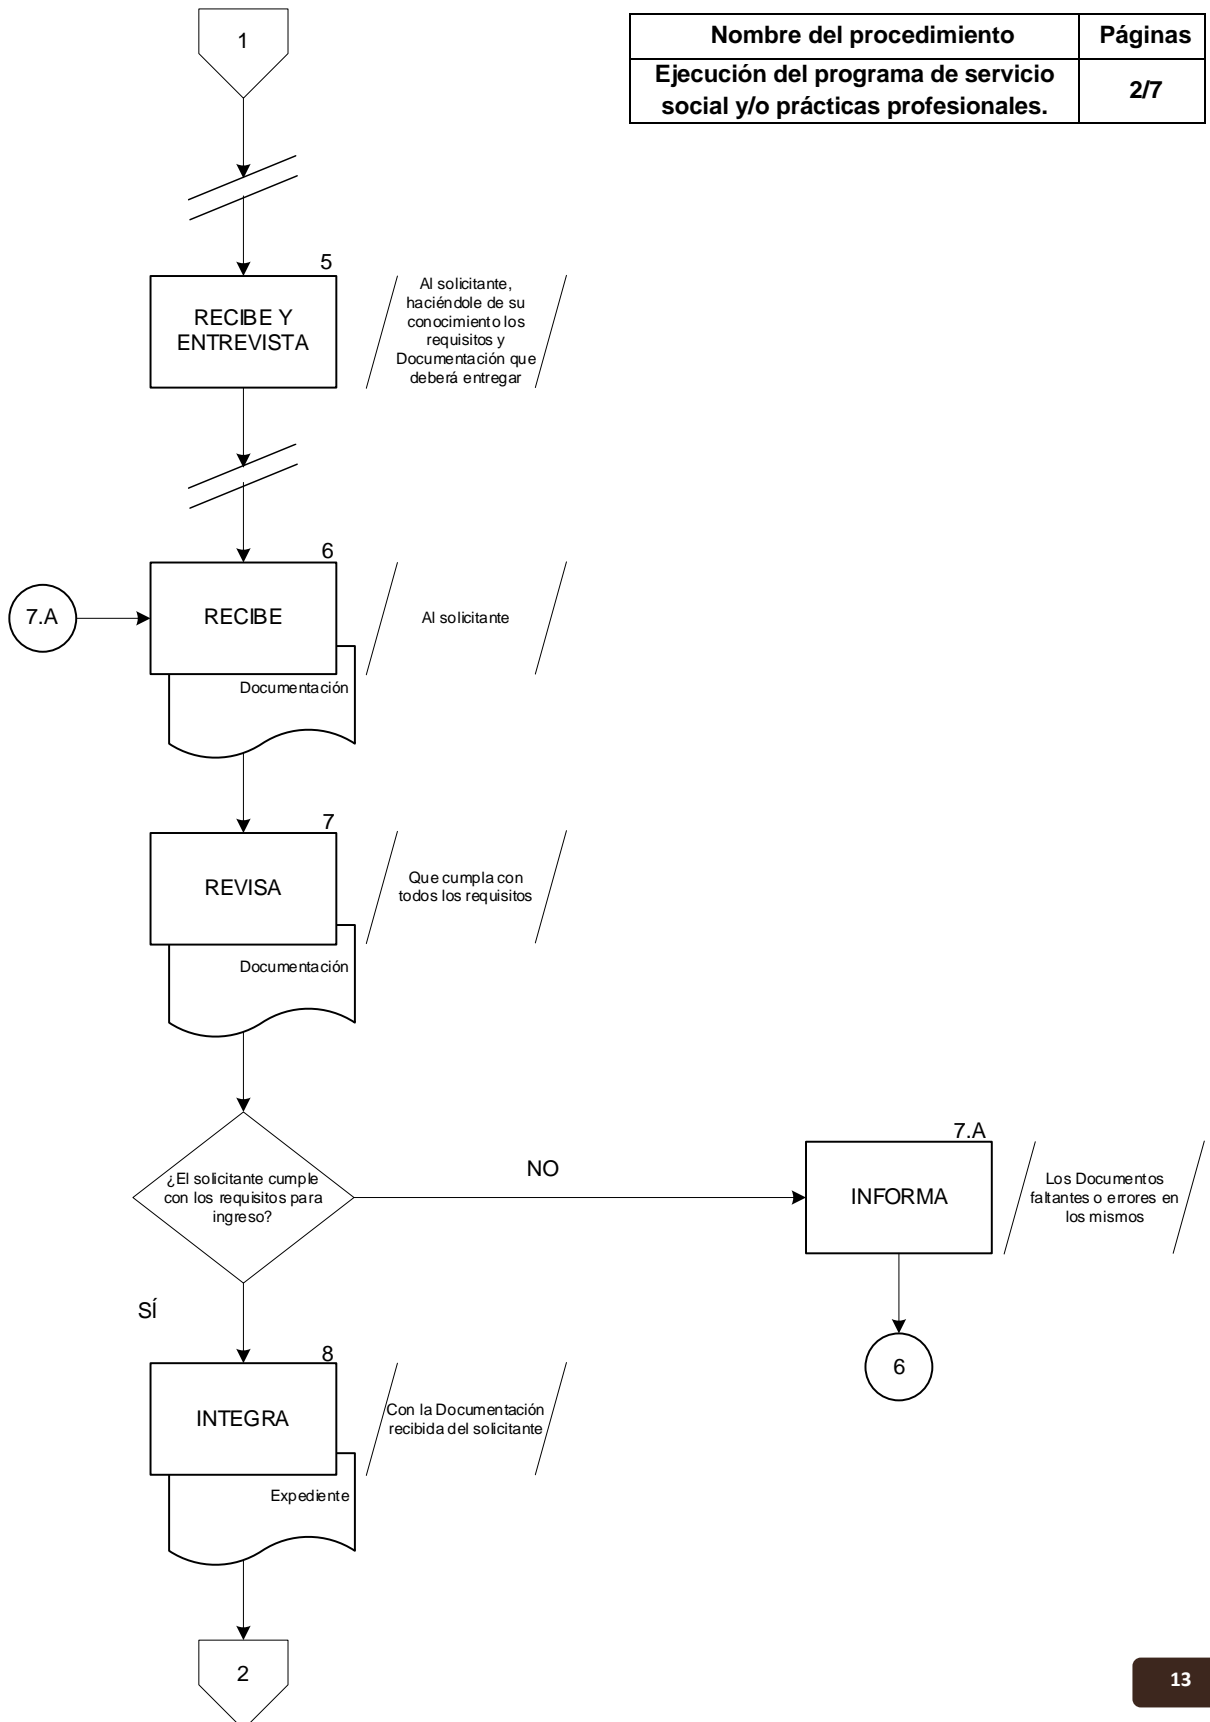 1
Nombre del procedimiento
Páginas
Ejecución del programa de servicio
social y/o prácticas profesionales.
2/7
5
RECIBE Y
ENTREVISTA
Al solicitante,
haciéndole de su
conocimiento los
requisitos y
Documentación que
deberá entregar
6
7.A
RECIBE
Al solicitante
Documentación
7
REVISA
Que cumpla con
todos los requisitos
Documentación
¿El solicitante cumple
con los requisitos para
ingreso?
NO
7.A
INFORMA
Los Documentos
faltantes o errores en
los mismos
SÍ
6
8
INTEGRA
Con la Documentación
recibida del solicitante
Expediente
2
13